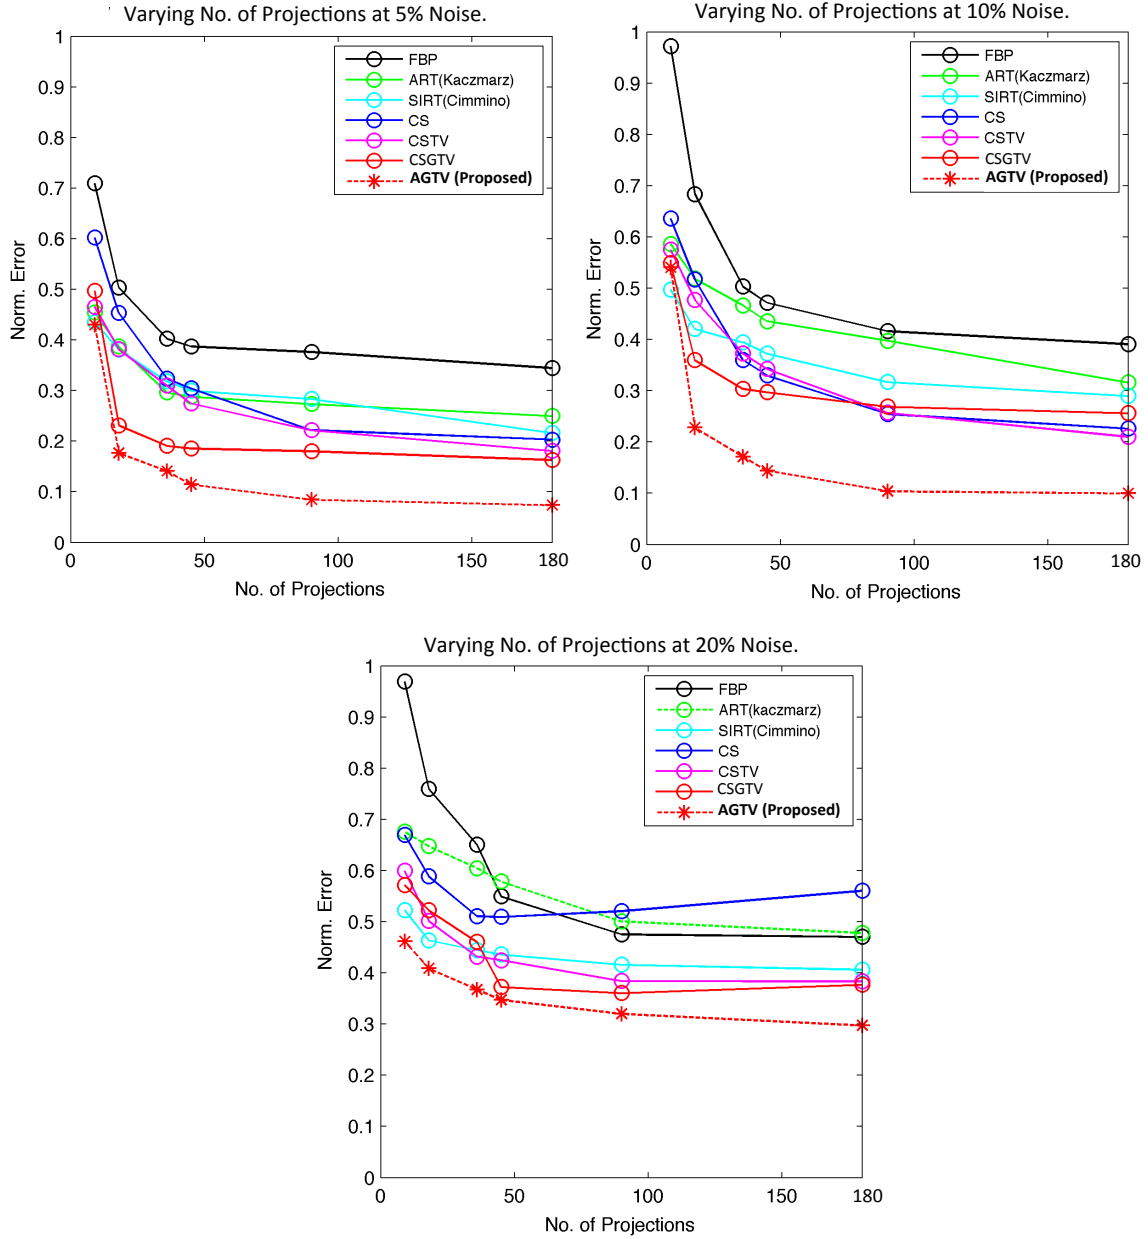 Varying No. of Projections at 5% Noise.
1
0.9
0.8
0.7
0.6
0.5
0.4
0.3
0.2
0.1
0
Norm. Error
FBP
ART(Kaczmarz)
SIRT(Cimmino)
CS
CSTV
CSGTV
AGTV (Proposed)
0 50 100 180
No. of Projections
Varying No. of Projections at 10% Noise.
1
0.9
0.8
0.7
0.6
0.5
0.4
0.3
0.2
0.1
0
Norm. Error
FBP
ART(Kaczmarz)
SIRT(Cimmino)
CS
CSTV
CSGTV
AGTV (Proposed)
0 50 100 180
No. of Projections
Varying No. of Projections at 20% Noise.
1
0.9
0.8
0.7
0.6
0.5
0.4
0.3
0.2
0.1
0
Norm. Error
FBP
ART(kaczmarz)
SIRT(Cimmino)
CS
CSTV
CSGTV
AGTV (Proposed)
0 50 100 180
No. of Projections